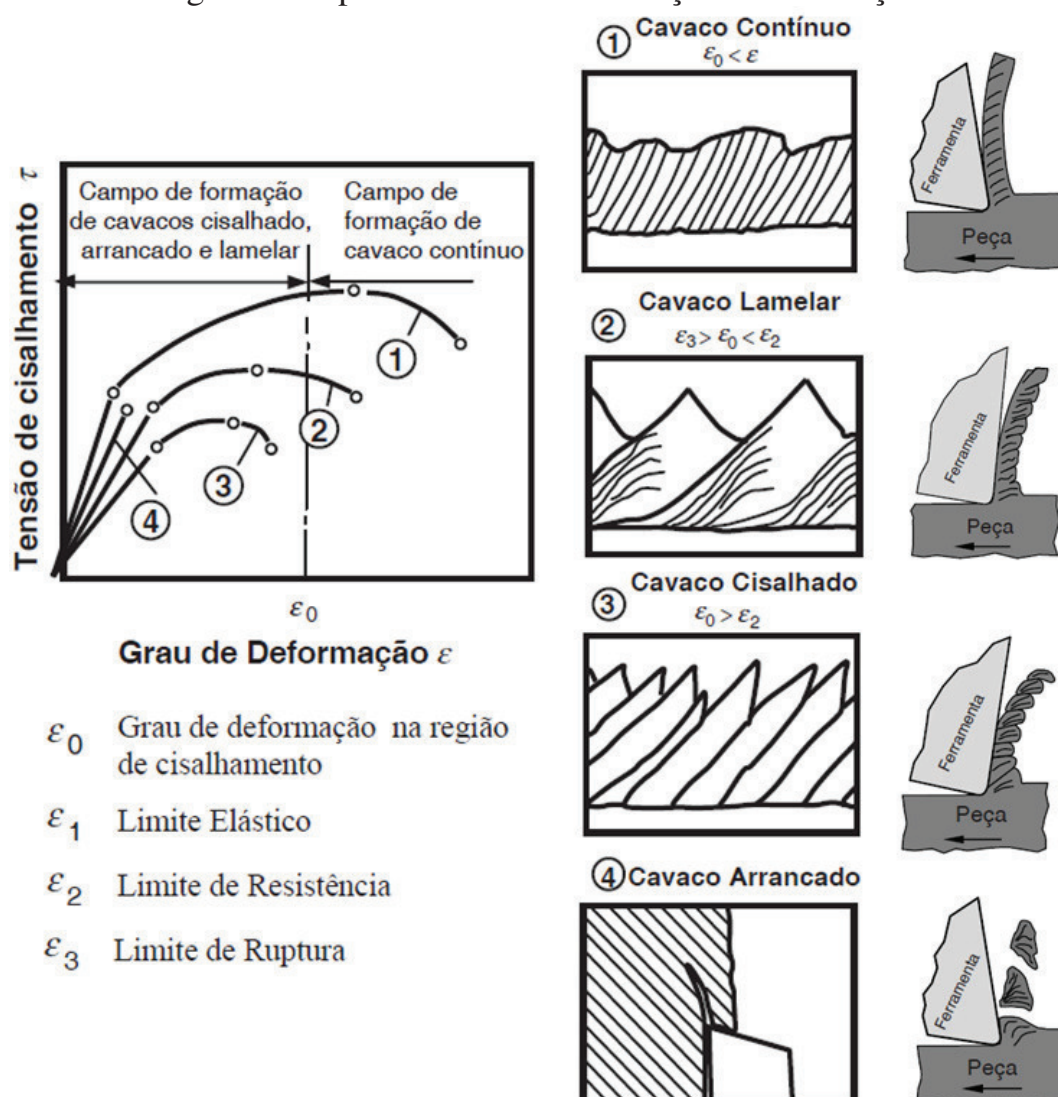 ① Cavaco Contínuo
ε₀ < ε
Ferramenta
Peça
Tensão de cisalhamento τ
Campo de formação
de cavacos cisalhado,
arrancado e lamelar
Campo de
formação de
cavaco contínuo
①
②
③
④
ε₀
Grau de Deformação ε
ε₀ Grau de deformação na região
de cisalhamento
ε₁ Limite Elástico
ε₂ Limite de Resistência
ε₃ Limite de Ruptura
② Cavaco Lamelar
ε₃ > ε₀ < ε₂
Ferramenta
Peça
③ Cavaco Cisalhado
ε₀ > ε₂
Ferramenta
Peça
④ Cavaco Arrancado
Ferramenta
Peça